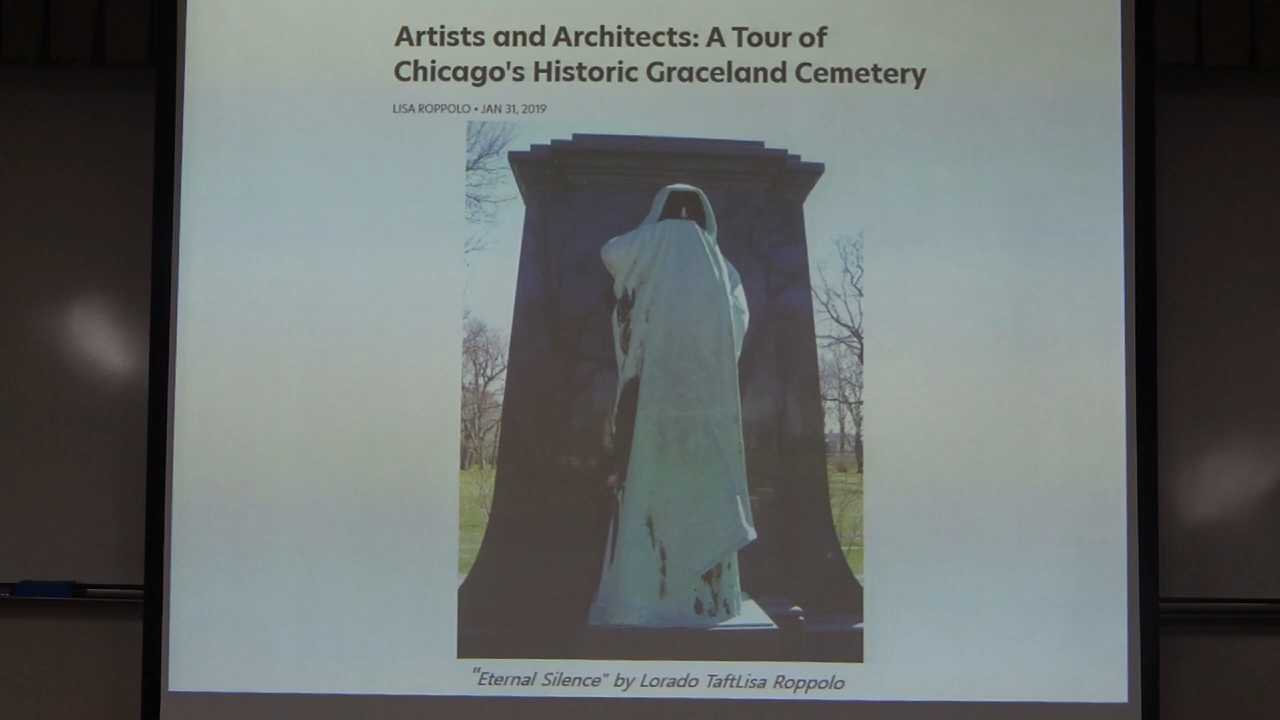 Artists and Architects: A Tour of
Chicago's Historic Graceland Cemetery
LISA ROPPOLO • JAN 31, 2019
"Eternal Silence" by Lorado TaftLisa Roppolo